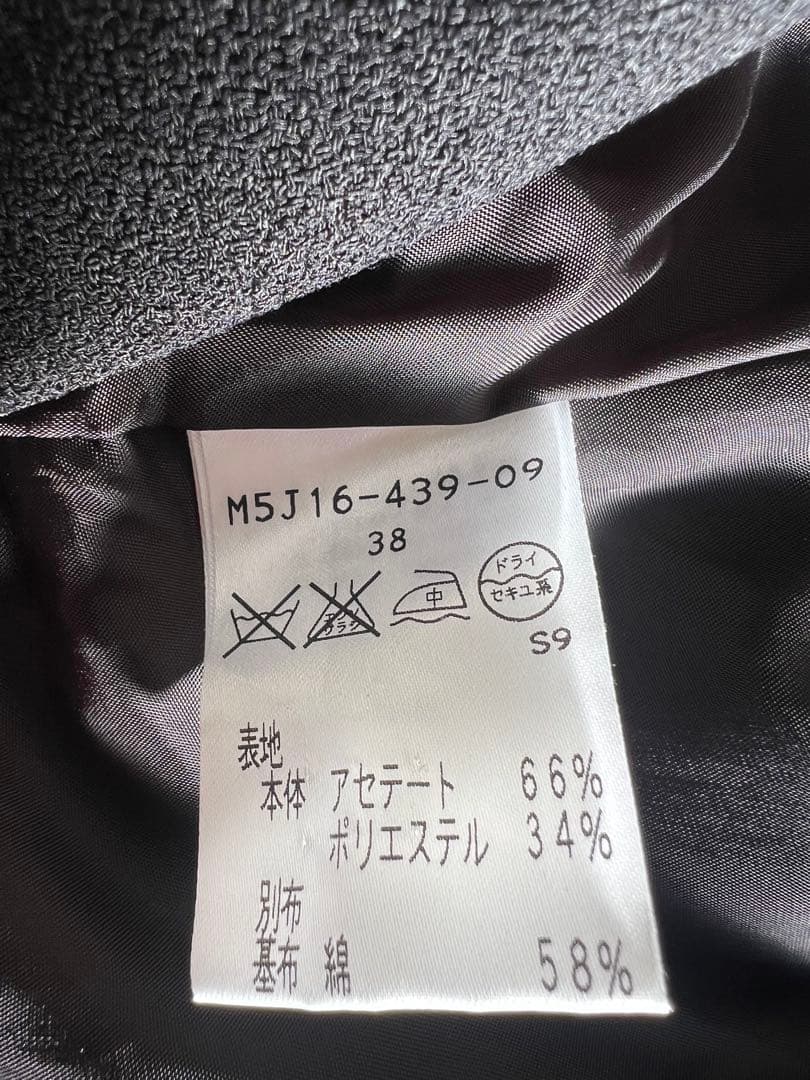 M5J16-439-09
38
中
ドライ
セキユ系
S9
表地
本体 アセテート 66%
ポリエステル 34%
別布
基布 綿 58%